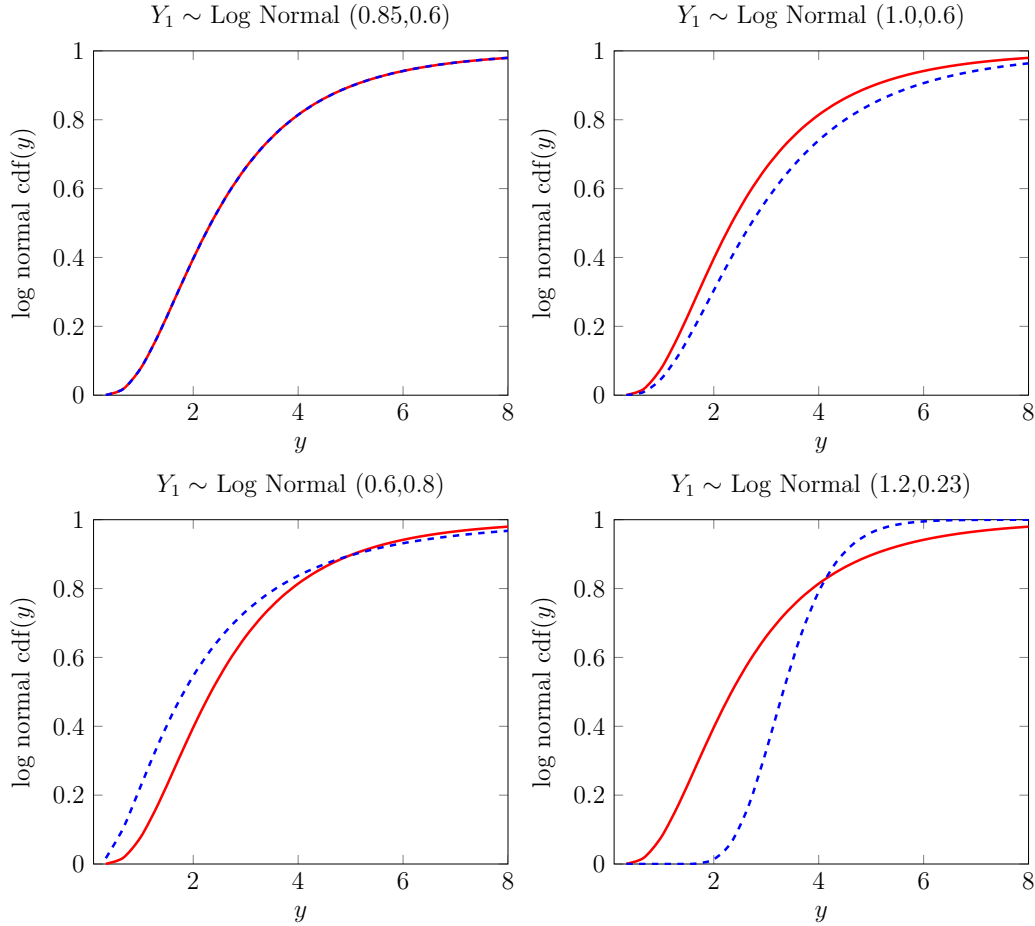 Y₁ ∼ Log Normal (0.85,0.6)
1
0.8
0.6
0.4
0.2
0
log normal cdf(y)
2 4 6 8
y
Y₁ ∼ Log Normal (1.0,0.6)
1
0.8
0.6
0.4
0.2
0
log normal cdf(y)
2 4 6 8
y
Y₁ ∼ Log Normal (0.6,0.8)
1
0.8
0.6
0.4
0.2
0
log normal cdf(y)
2 4 6 8
y
Y₁ ∼ Log Normal (1.2,0.23)
1
0.8
0.6
0.4
0.2
0
log normal cdf(y)
2 4 6 8
y